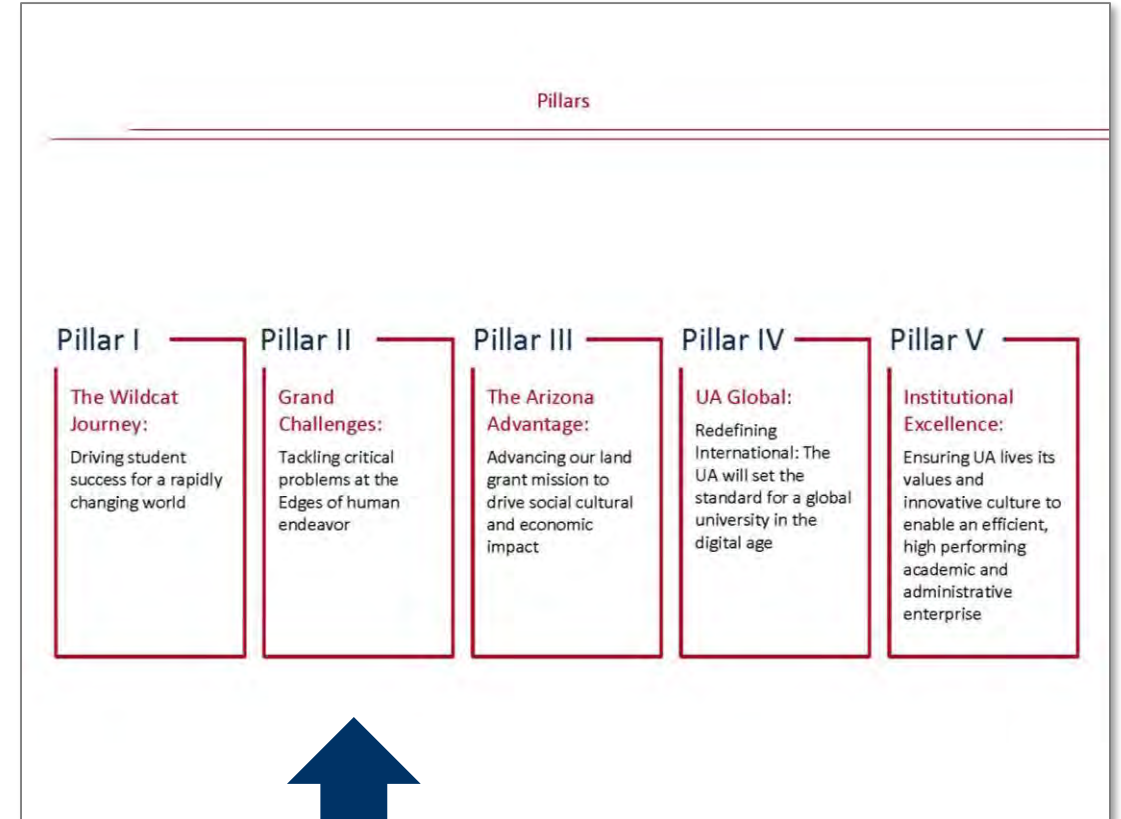 Pillars
Pillar I
The Wildcat
Journey:
Driving student
success for a rapidly
changing world
Pillar II
Grand
Challenges:
Tackling critical
problems at the
Edges of human
endeavor
Pillar III
The Arizona
Advantage:
Advancing our land
grant mission to
drive social cultural
and economic
impact
Pillar IV
UA Global:
Redefining
International: The
UA will set the
standard for a global
university in the
digital age
Pillar V
Institutional
Excellence:
Ensuring UA lives its
values and
innovative culture to
enable an efficient,
high performing
academic and
administrative
enterprise